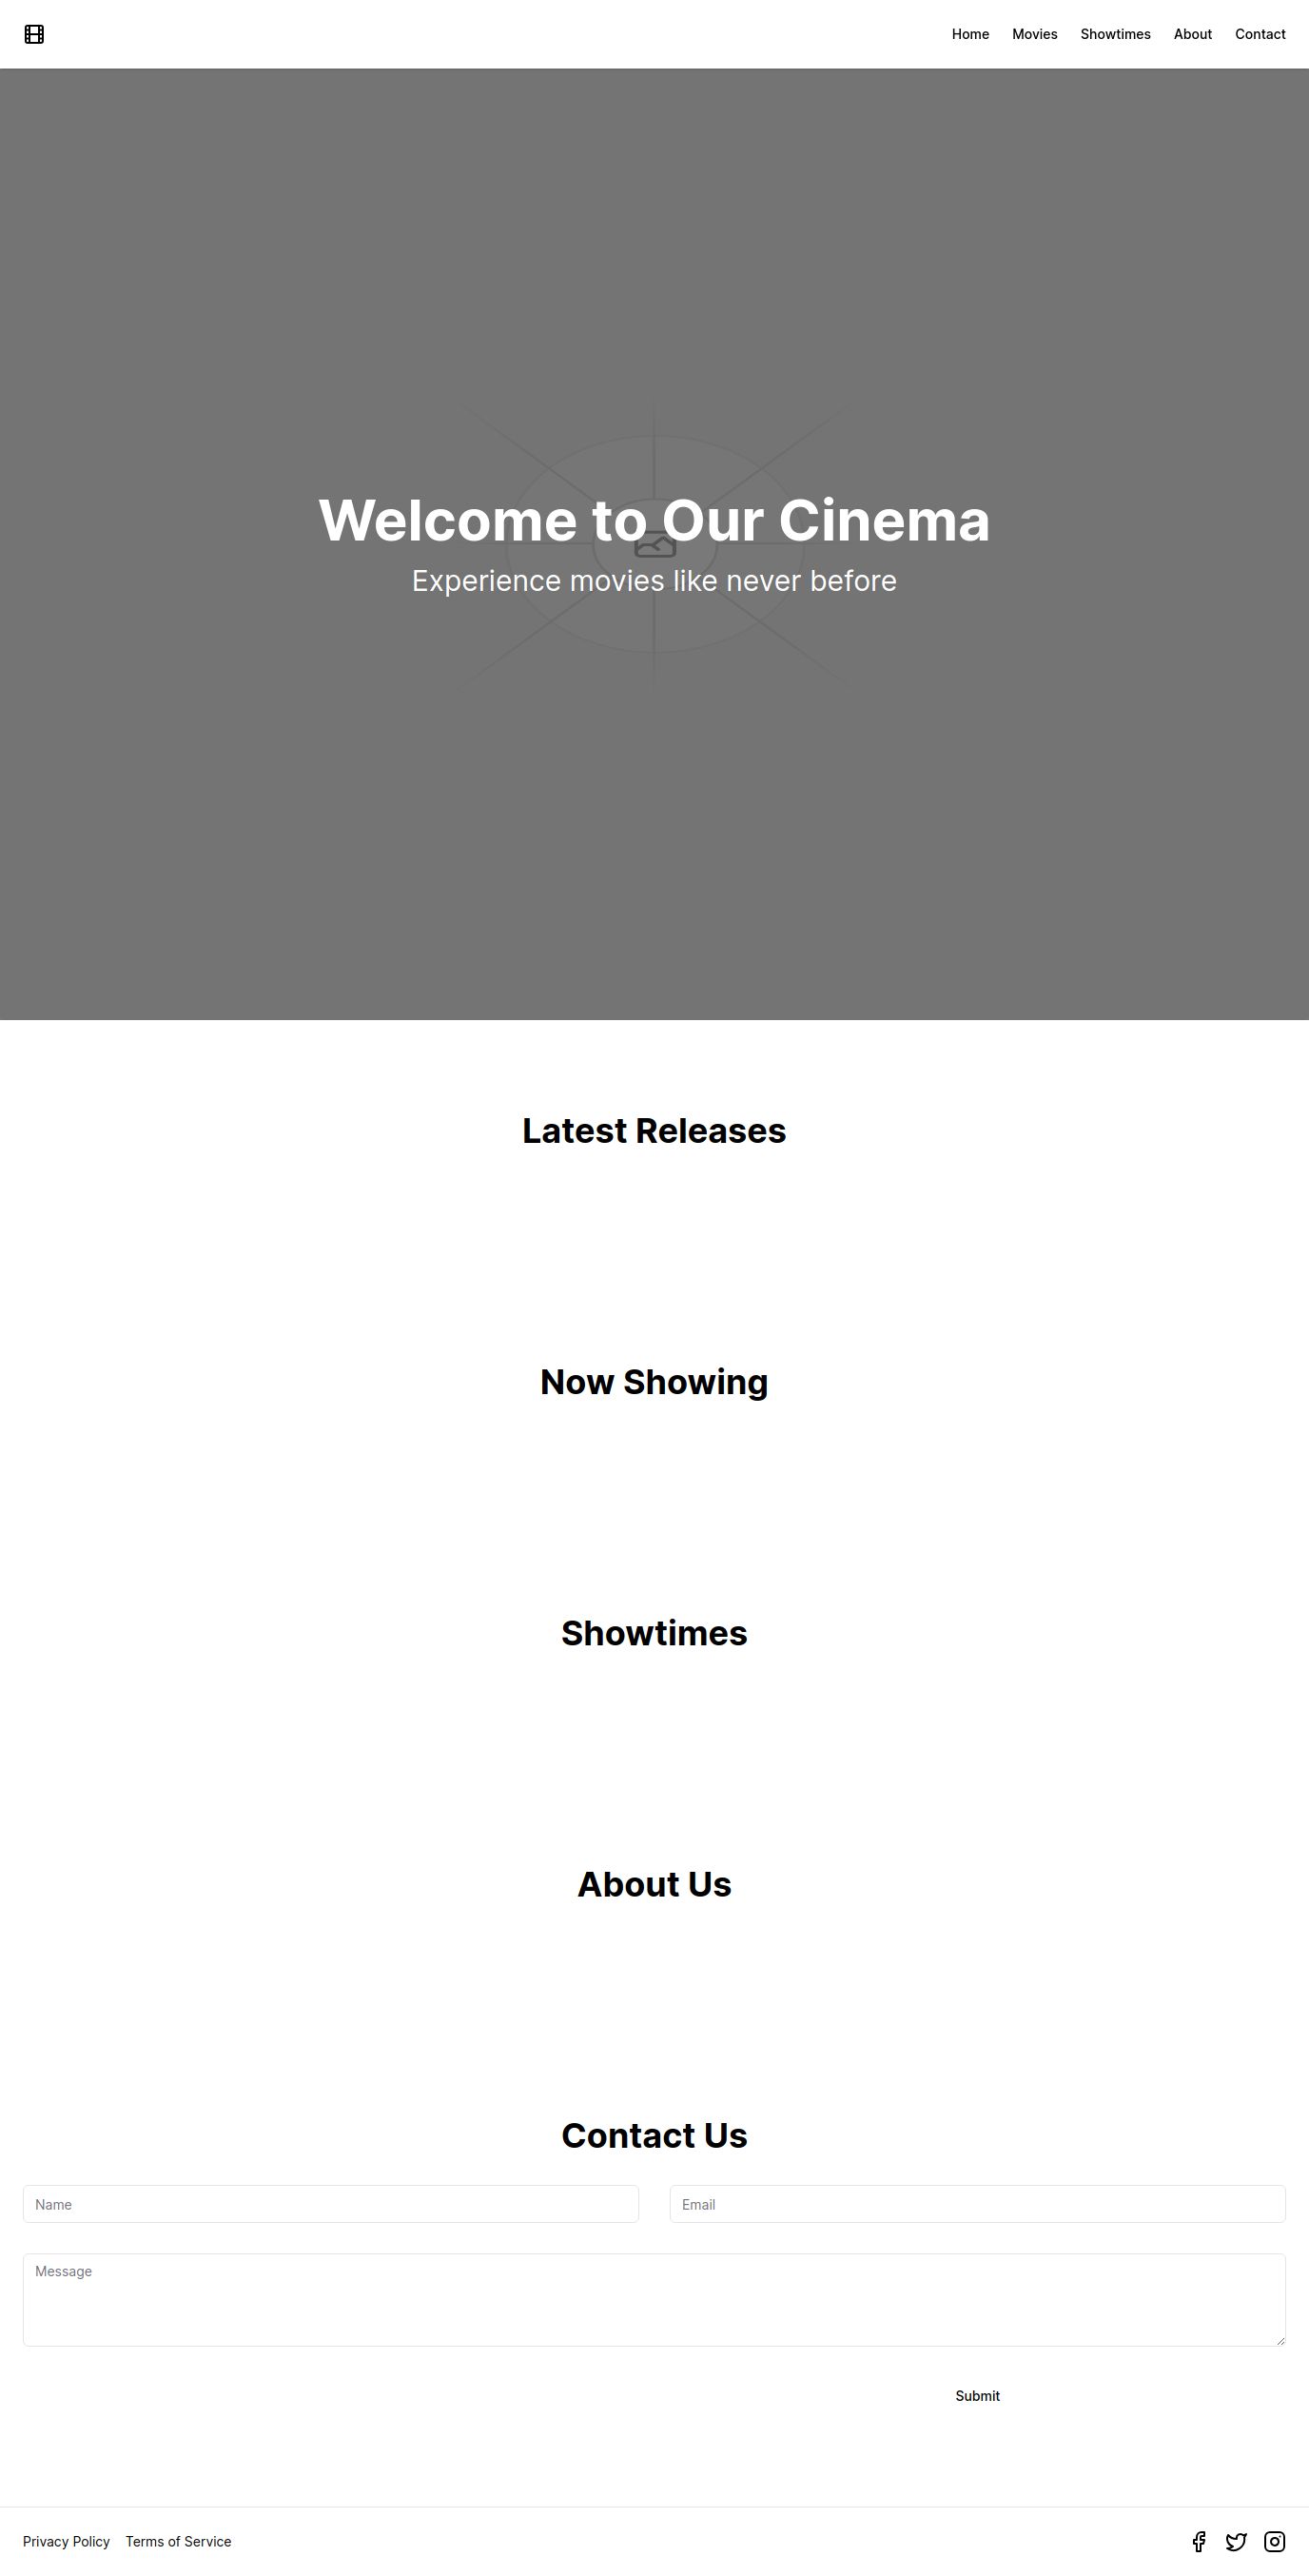 Home Movies Showtimes About Contact
Welcome to Our Cinema
Experience movies like never before
Latest Releases
Now Showing
Showtimes
About Us
Contact Us
Name Email
Message
Submit
Privacy Policy Terms of Service